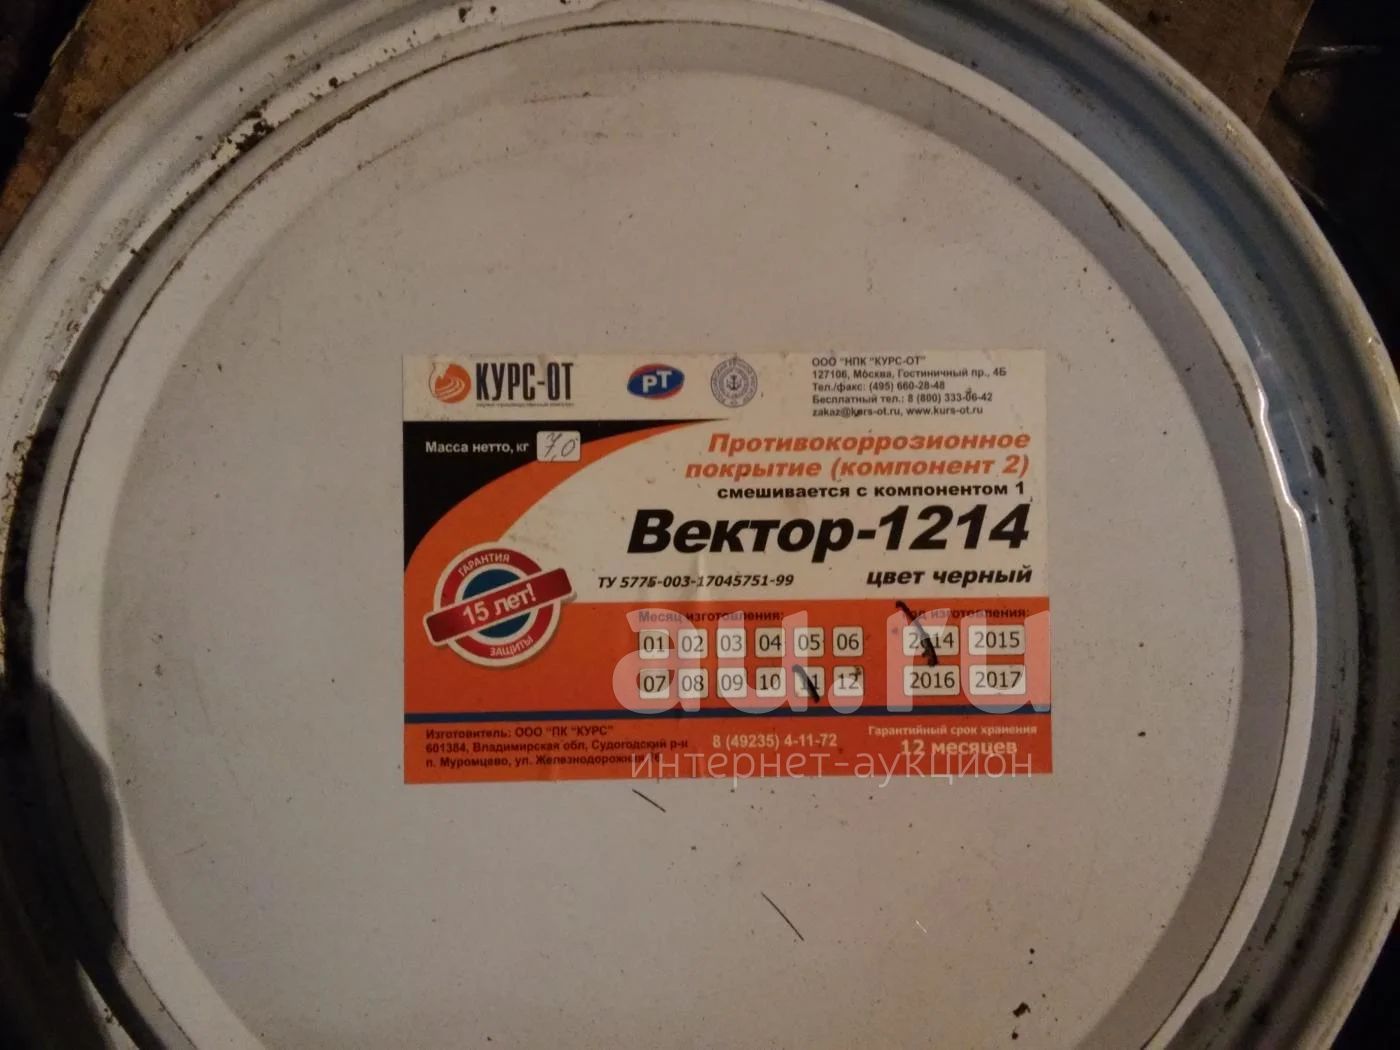 КУРС-ОТ
РТ
ООО "НПК "КУРС-ОТ"
127106, Москва, Гостиничный пр., 4Б
Тел./факс: (495) 660-28-48
Бесплатный тел.: 8 (800) 333-06-42
zakaz@kurs-ot.ru, www.kurs-ot.ru
Масса нетто, кг 7,0
Противокоррозионное
покрытие (компонент 2)
смешивается с компонентом 1
Вектор-1214
ТУ 5775-003-17045751-99
цвет черный
ГАРАНТИЯ
15 лет!
ЗАЩИТЫ
Месяц изготовления:
01 02 03 04 05 06
07 08 09 10 11 12
Год изготовления:
2014 2015
2016 2017
Изготовитель: ООО "ПК "КУРС"
601384, Владимирская обл, Судогодский р-н
п. Муромцево, ул. Железнодорожная
8 (49235) 4-11-72
Гарантийный срок хранения
12 месяцев
au.ru
интернет-аукцион